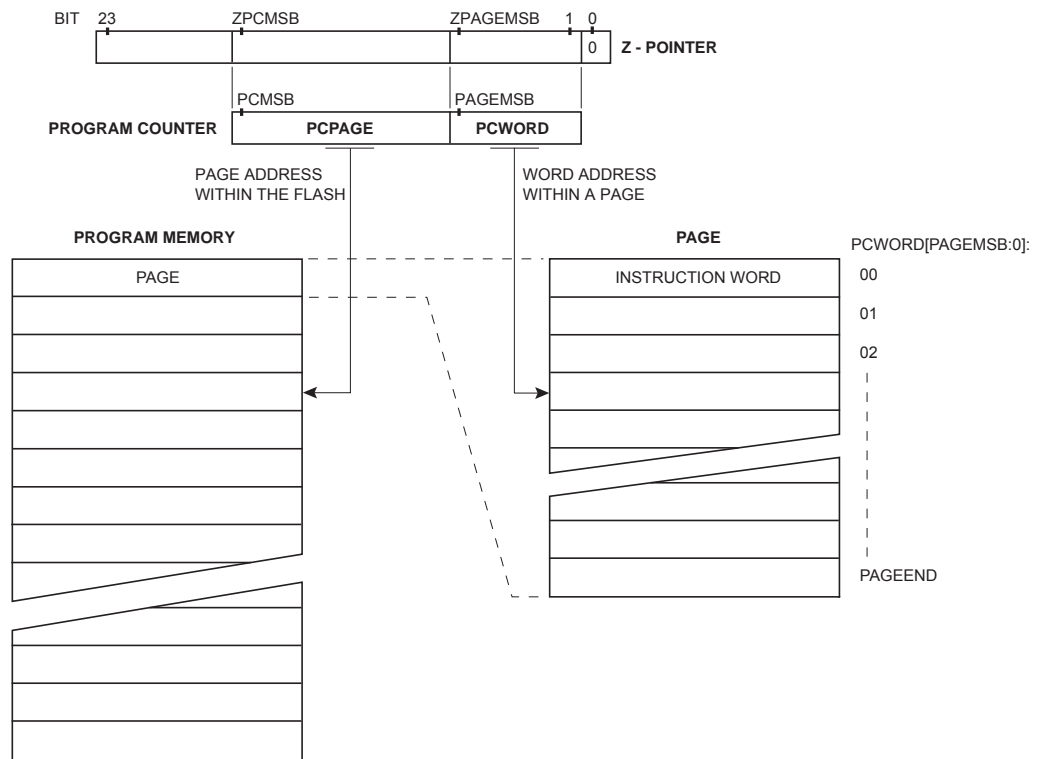 BIT 23 ZPCMSB ZPAGEMSB 1 0
0 Z - POINTER
PCMSB PAGEMSB
PROGRAM COUNTER PCPAGE PCWORD
PAGE ADDRESS
WITHIN THE FLASH
WORD ADDRESS
WITHIN A PAGE
PROGRAM MEMORY PAGE PCWORD[PAGEMSB:0]:
PAGE INSTRUCTION WORD 00
01
02
PAGEEND